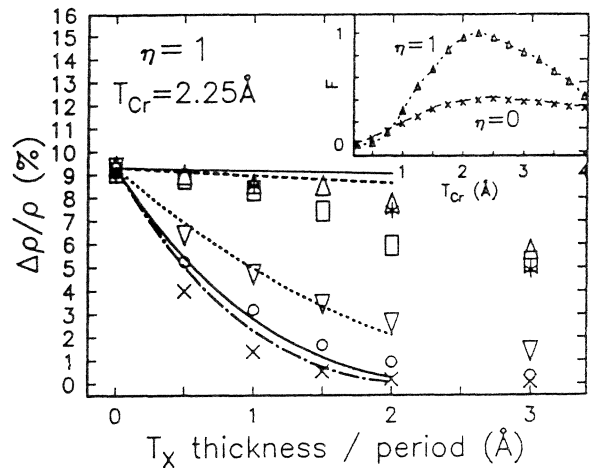 16
15
14
13
12
11
10
9
8
7
6
5
4
3
2
1
0
Δρ/ρ (%)
η = 1
T_Cr=2.25Å
0 1 2 3
T_X thickness / period (Å)
1
0
F
η=1
η=0
0 1 2 3 4
T_Cr (Å)